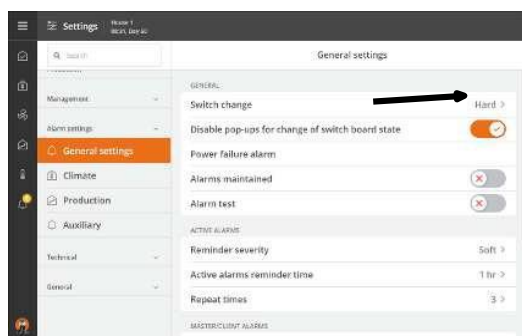 Settings
House 1
General settings
Management
GENERAL
Switch change Hard >
Alarm settings
Disable pop-ups for change of switch board state
General settings
Power failure alarm
Climate
Alarms maintained
Production
Alarm test
Auxiliary
ACTIVE ALARMS
Reminder severity Soft >
Technical
Active alarms reminder time 1 hr >
General
Repeat times 3 >
MASTER/CLIENT ALARMS